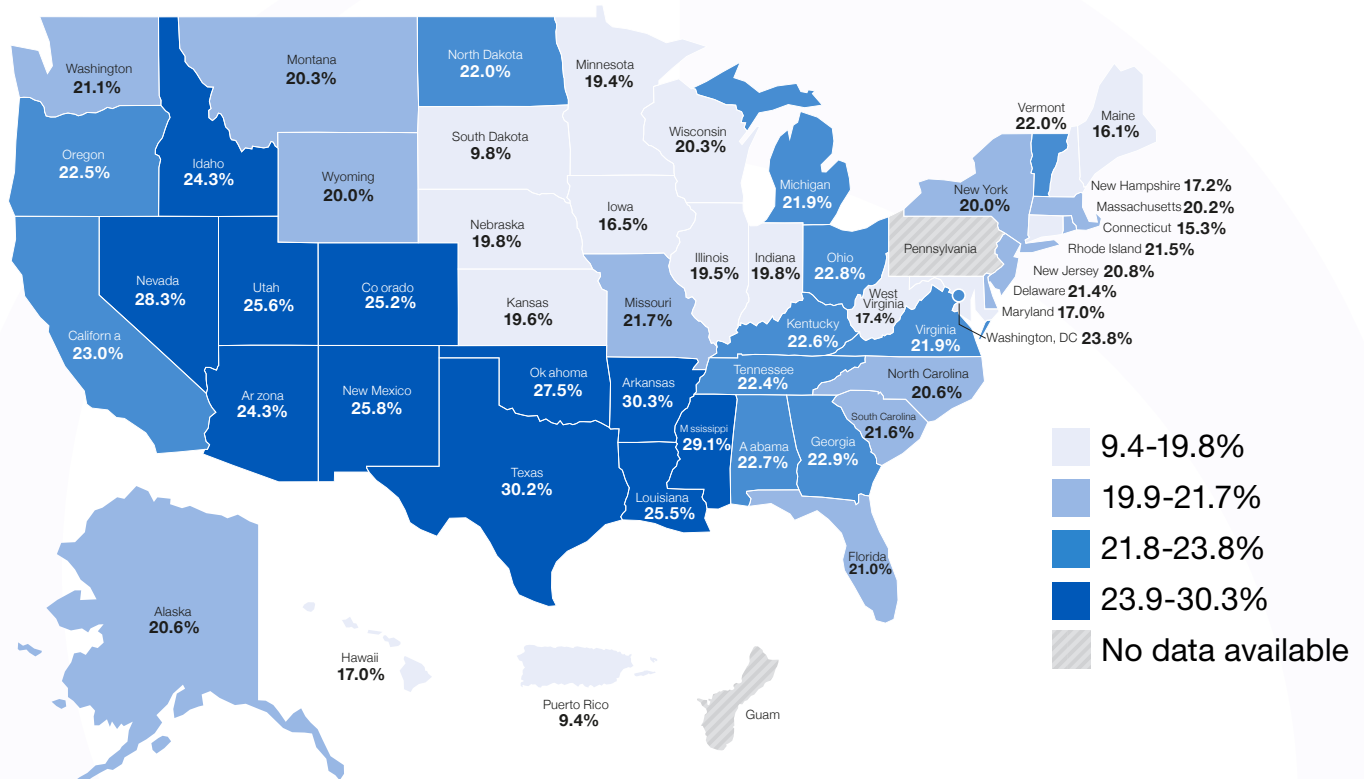 Washington
21.1%
Montana
20.3%
North Dakota
22.0%
Minnesota
19.4%
Oregon
22.5%
Idaho
24.3%
Wyoming
20.0%
South Dakota
9.8%
Wisconsin
20.3%
Michigan
21.9%
Vermont
22.0%
Maine
16.1%
New York
20.0%
New Hampshire 17.2%
Massachusetts 20.2%
Connecticut 15.3%
Rhode Island 21.5%
New Jersey 20.8%
Delaware 21.4%
Maryland 17.0%
Washington, DC 23.8%
Nebraska
19.8%
Iowa
16.5%
Illinois
19.5%
Indiana
19.8%
Ohio
22.8%
Pennsylvania
Nevada
28.3%
Utah
25.6%
Co orado
25.2%
Kansas
19.6%
Missouri
21.7%
West
Virginia
17.4%
Kentucky
22.6%
Virginia
21.9%
Californ a
23.0%
Ar zona
24.3%
New Mexico
25.8%
Ok ahoma
27.5%
Arkansas
30.3%
Tennessee
22.4%
North Carolina
20.6%
South Carolina
21.6%
M ssissippi
29.1%
A abama
22.7%
Georgia
22.9%
Texas
30.2%
Louisiana
25.5%
Florida
21.0%
Alaska
20.6%
Hawaii
17.0%
Puerto Rico
9.4%
Guam
9.4-19.8%
19.9-21.7%
21.8-23.8%
23.9-30.3%
No data available